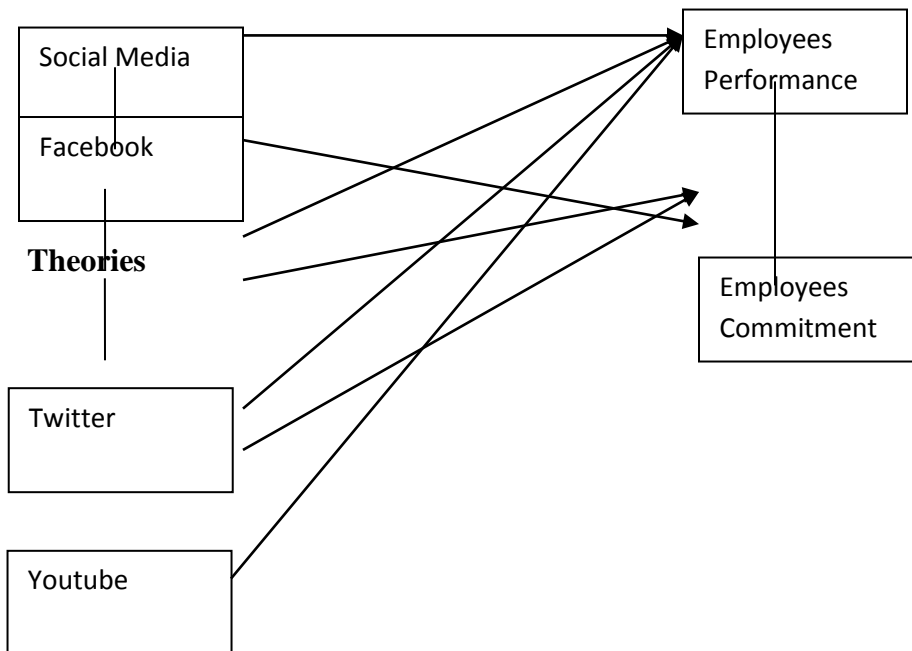 Social Media
Facebook
Theories
Twitter
Youtube
Employees
Performance
Employees
Commitment